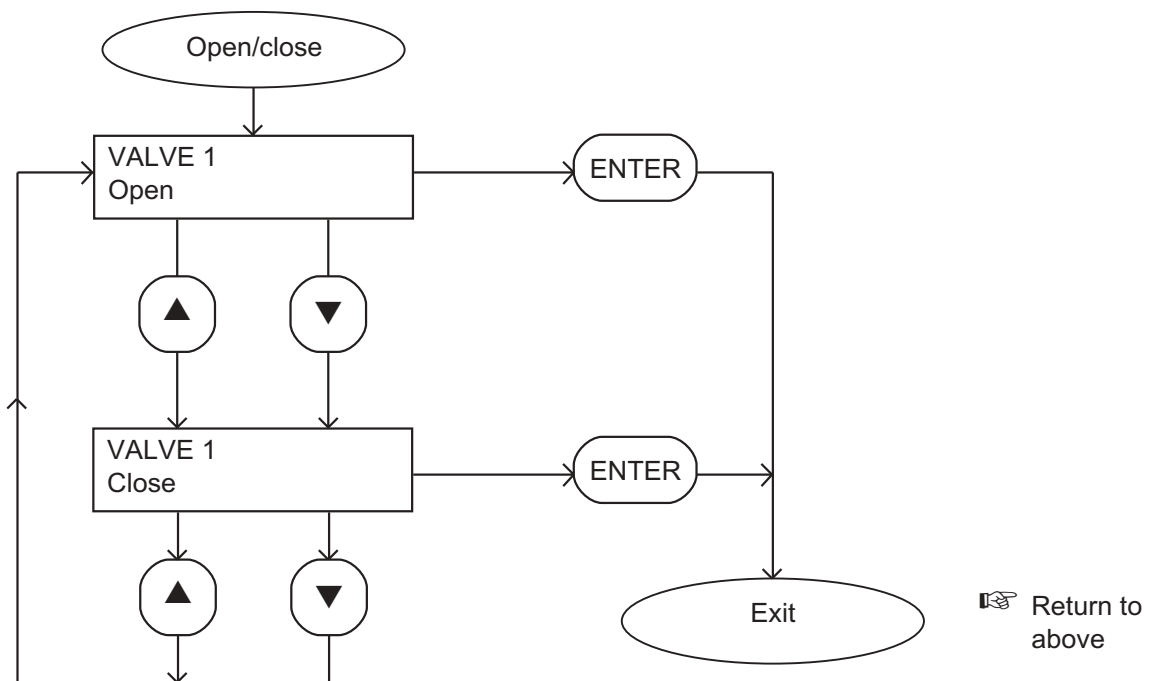 Open/close
VALVE 1
Open
ENTER
▲
▼
VALVE 1
Close
ENTER
▲
▼
Exit
☞ Return to
above